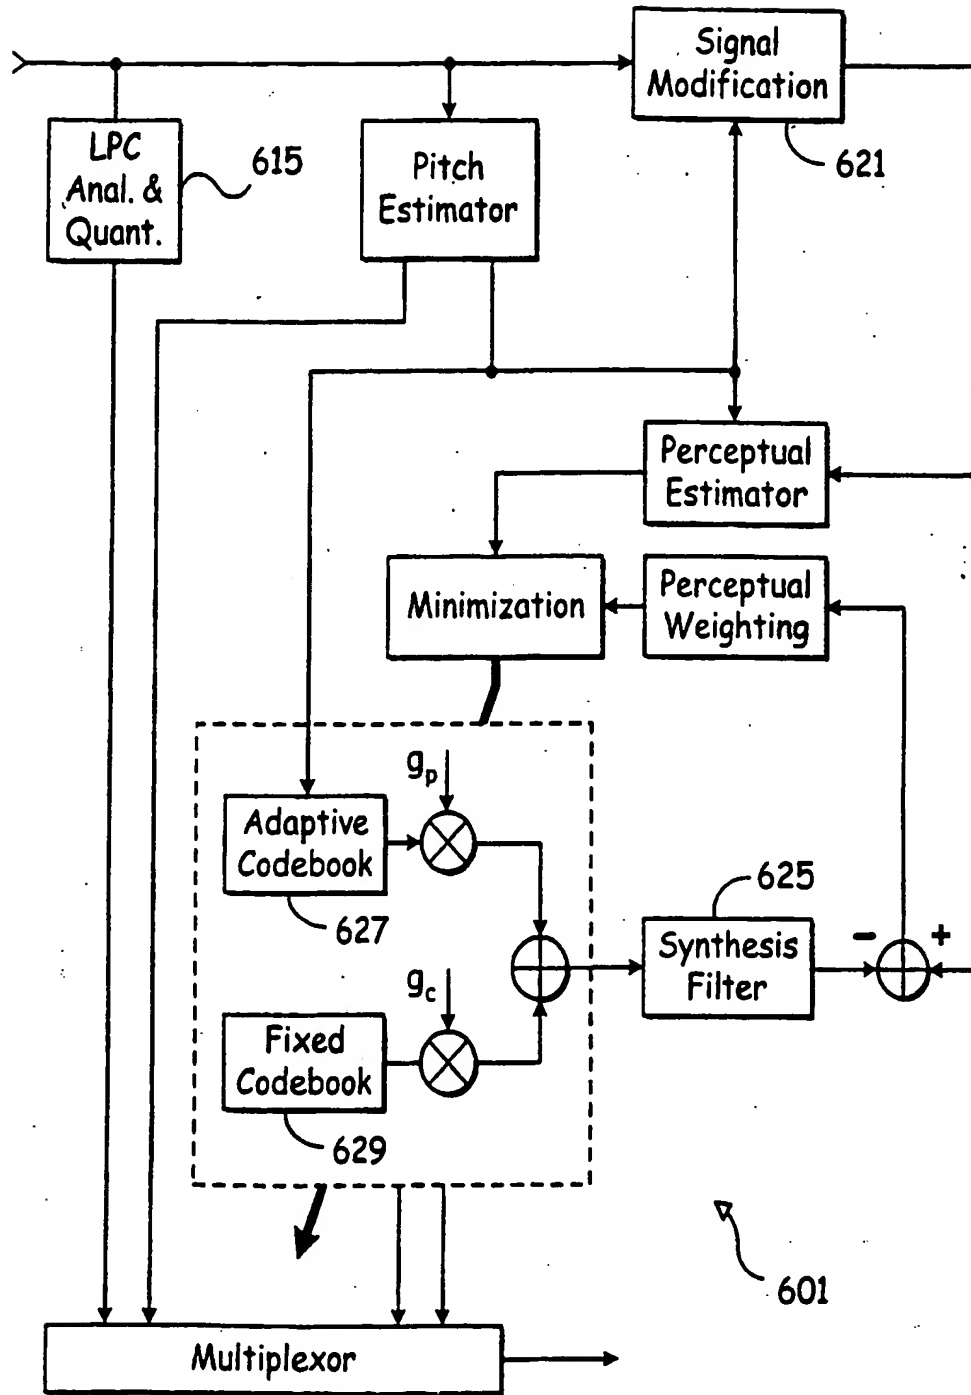 Signal
Modification
621
LPC
Anal. &
Quant.
615
Pitch
Estimator
Perceptual
Estimator
Minimization
Perceptual
Weighting
gp
Adaptive
Codebook
627
625
Synthesis
Filter
- +
gc
Fixed
Codebook
629
601
Multiplexor